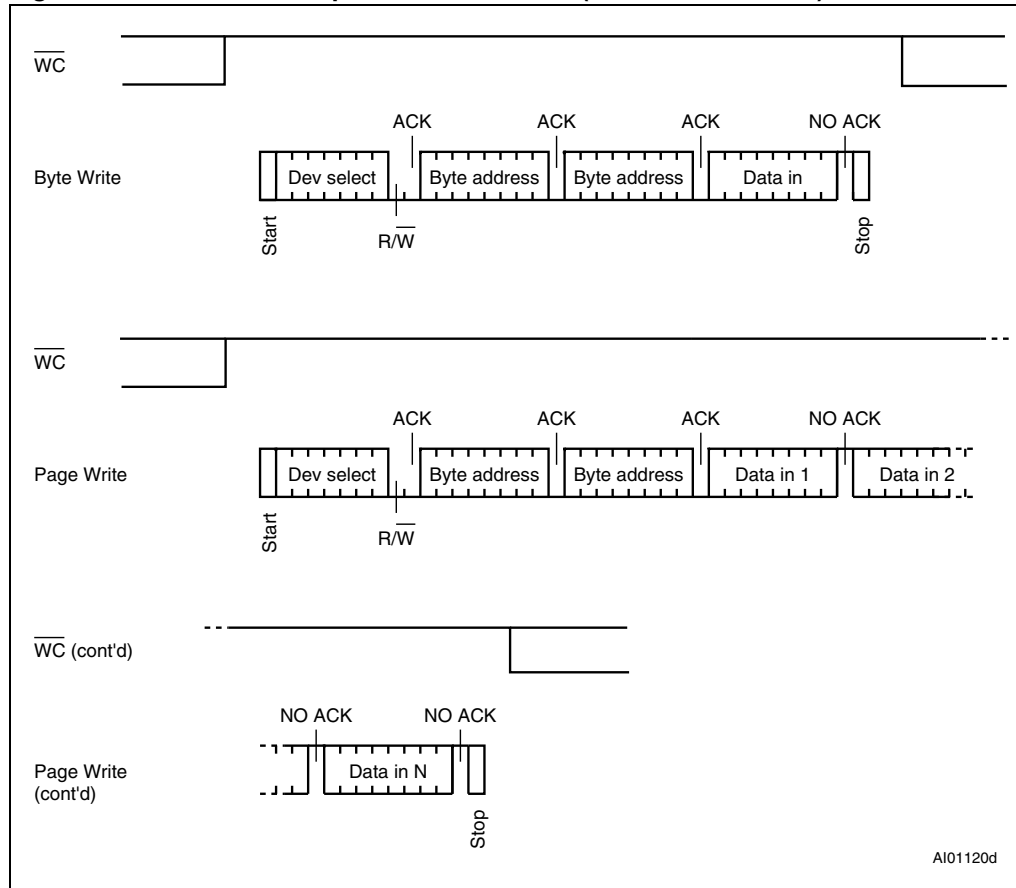 WC
ACK ACK ACK NO ACK
Byte Write Dev select Byte address Byte address Data in
Start R/W Stop
WC
ACK ACK ACK NO ACK
Page Write Dev select Byte address Byte address Data in 1 Data in 2
Start R/W
WC (cont'd)
NO ACK NO ACK
Page Write Data in N
(cont'd)
Stop
AI01120d